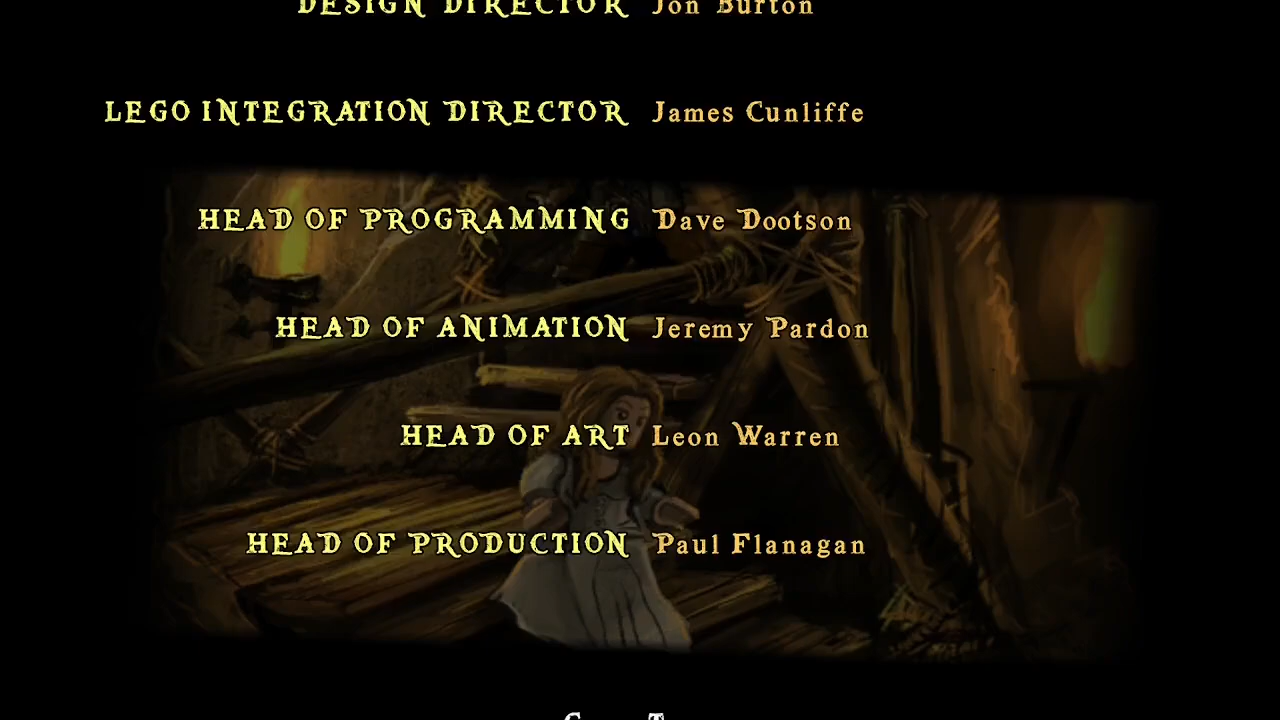 DESIGN DIRECTOR Jon Burton
LEGO INTEGRATION DIRECTOR James Cunliffe
HEAD OF PROGRAMMING Dave Dootson
HEAD OF ANIMATION Jeremy Pardon
HEAD OF ART Leon Warren
HEAD OF PRODUCTION Paul Flanagan